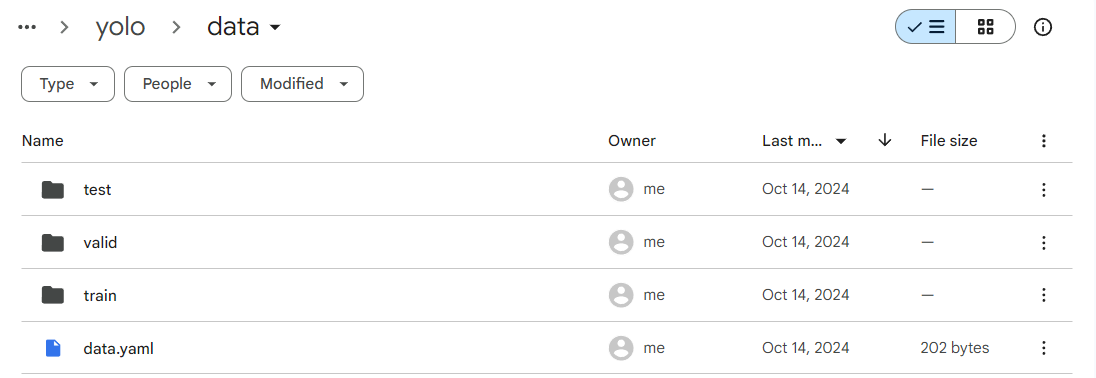 ... > yolo > data
Type People Modified
Name Owner Last m... File size
test me Oct 14, 2024 —
valid me Oct 14, 2024 —
train me Oct 14, 2024 —
data.yaml me Oct 14, 2024 202 bytes